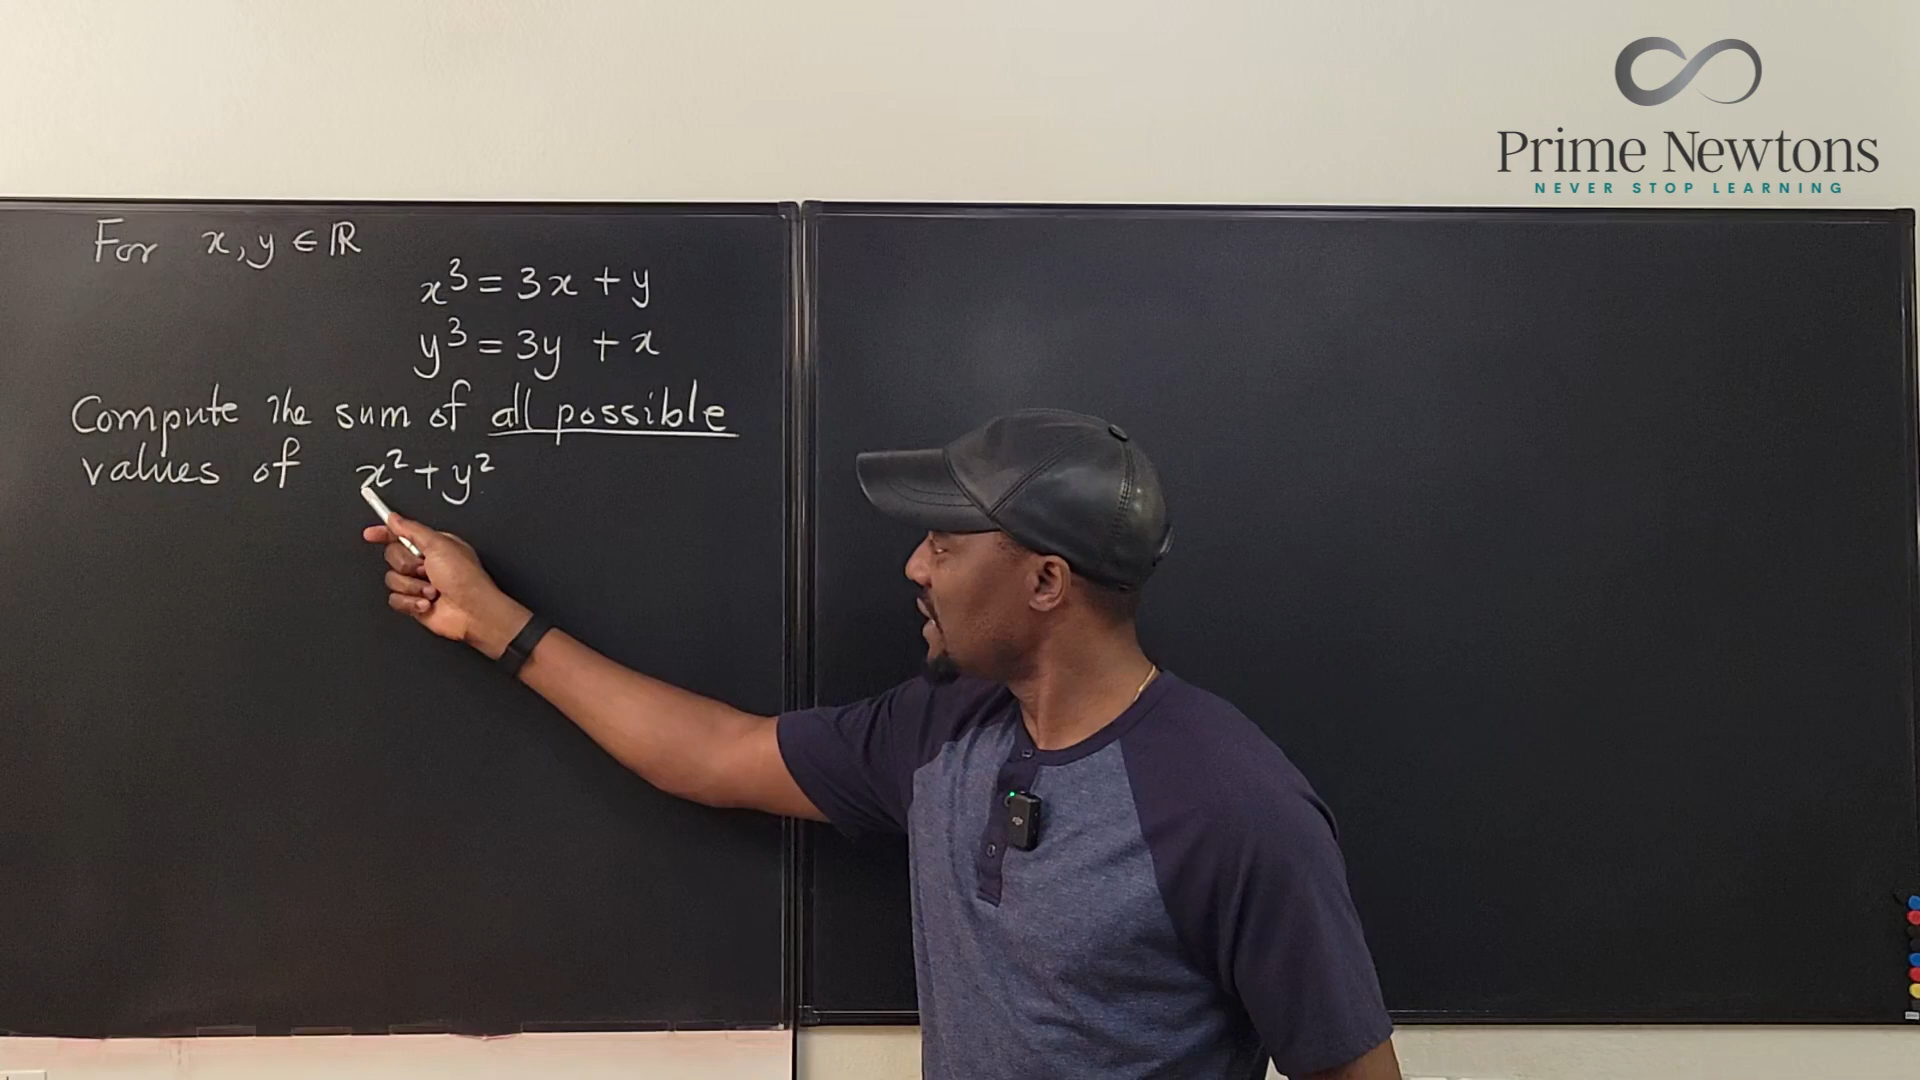 Prime Newtons
NEVER STOP LEARNING
For x, y ∈ ℝ
x³ = 3x + y
y³ = 3y + x
Compute the sum of all possible
values of x² + y²